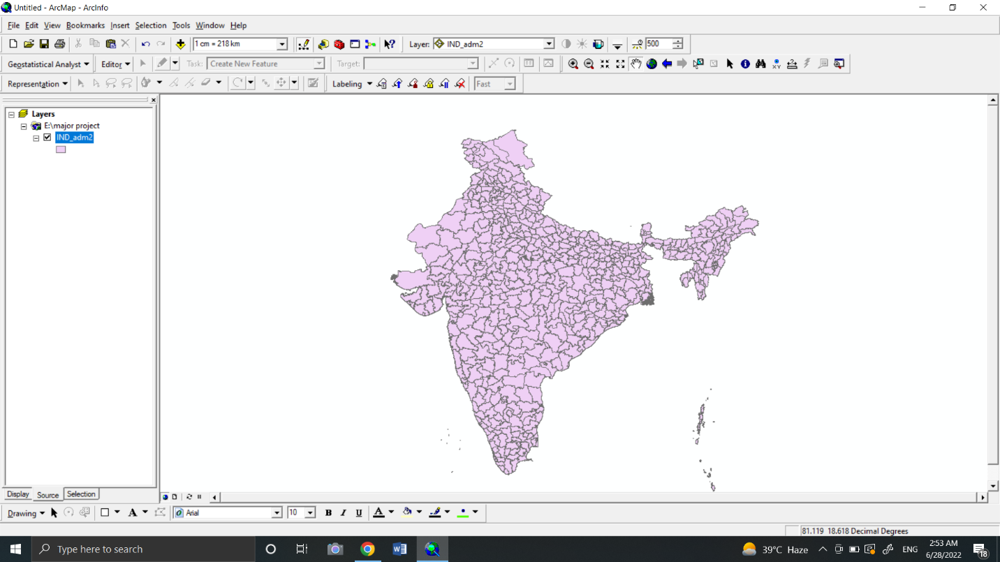 Untitled - ArcMap - ArcInfo
File Edit View Bookmarks Insert Selection Tools Window Help
1 cm = 218 km Layer: IND_adm2 500
Geostatistical Analyst Editor Task: Create New Feature Target:
Representation Labeling Fast
Layers
E:\major project
IND_adm2
Display Source Selection
Drawing A Arial 10 B I U A
81.119 18.618 Decimal Degrees
Type here to search 39°C Haze ENG 2:53 AM
6/28/2022 18